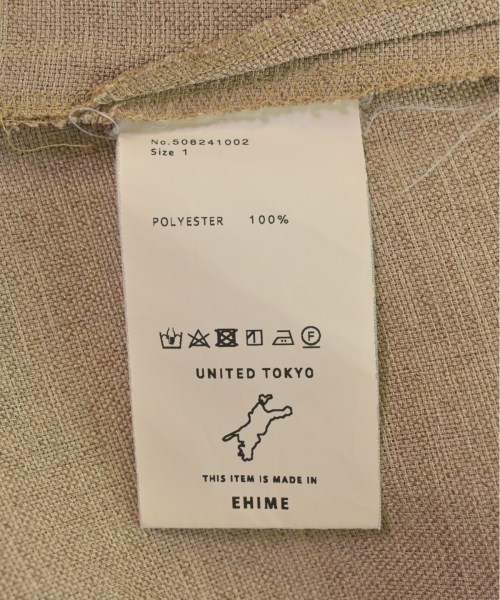 No.508241002
Size 1
POLYESTER 100%
F
UNITED TOKYO
THIS ITEM IS MADE IN
EHIME